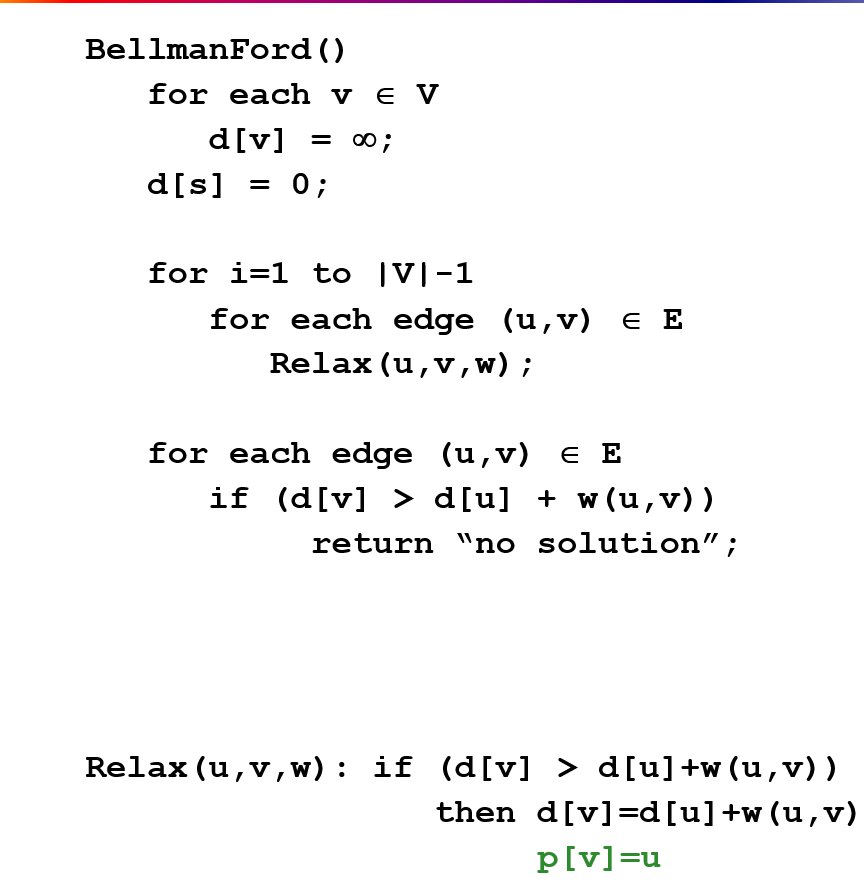 BellmanFord()
for each v ∈ V
d[v] = ∞;
d[s] = 0;
for i=1 to |V|-1
for each edge (u,v) ∈ E
Relax(u,v,w);
for each edge (u,v) ∈ E
if (d[v] > d[u] + w(u,v))
return “no solution”;
Relax(u,v,w): if (d[v] > d[u]+w(u,v))
then d[v]=d[u]+w(u,v)
p[v]=u